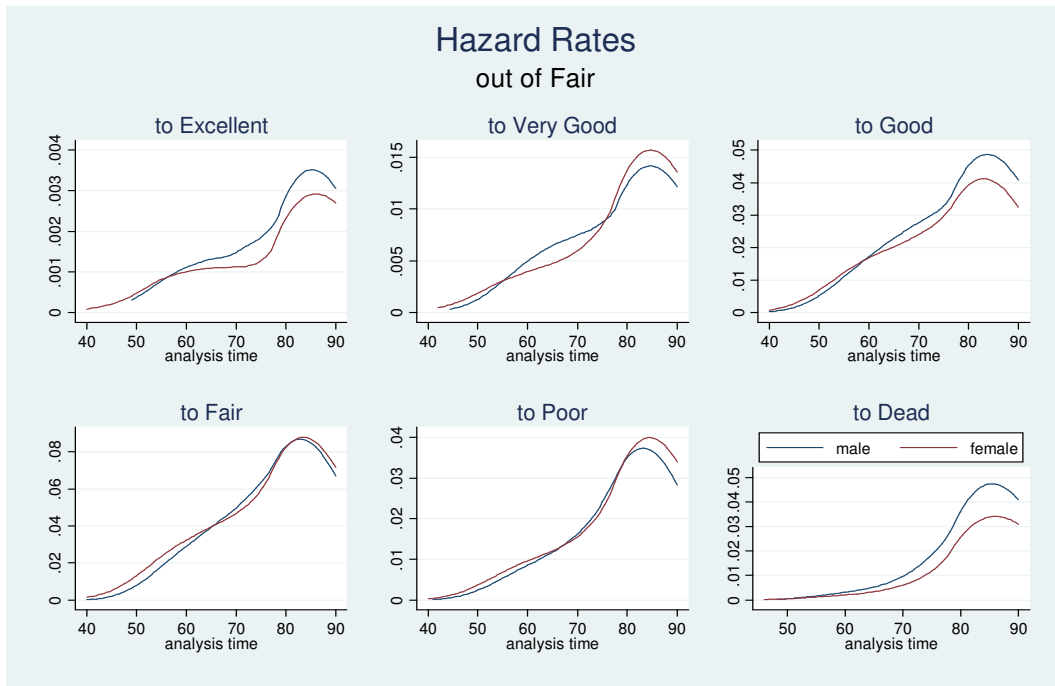 Hazard Rates
out of Fair
to Excellent
.004
.003
.002
.001
0
40 50 60 70 80 90
analysis time
to Very Good
.015
.01
.005
0
40 50 60 70 80 90
analysis time
to Good
.05
.04
.03
.02
.01
0
40 50 60 70 80 90
analysis time
to Fair
.08
.06
.04
.02
0
40 50 60 70 80 90
analysis time
to Poor
.04
.03
.02
.01
0
40 50 60 70 80 90
analysis time
to Dead
male female
.05
.04
.03
.02
.01
0
50 60 70 80 90
analysis time